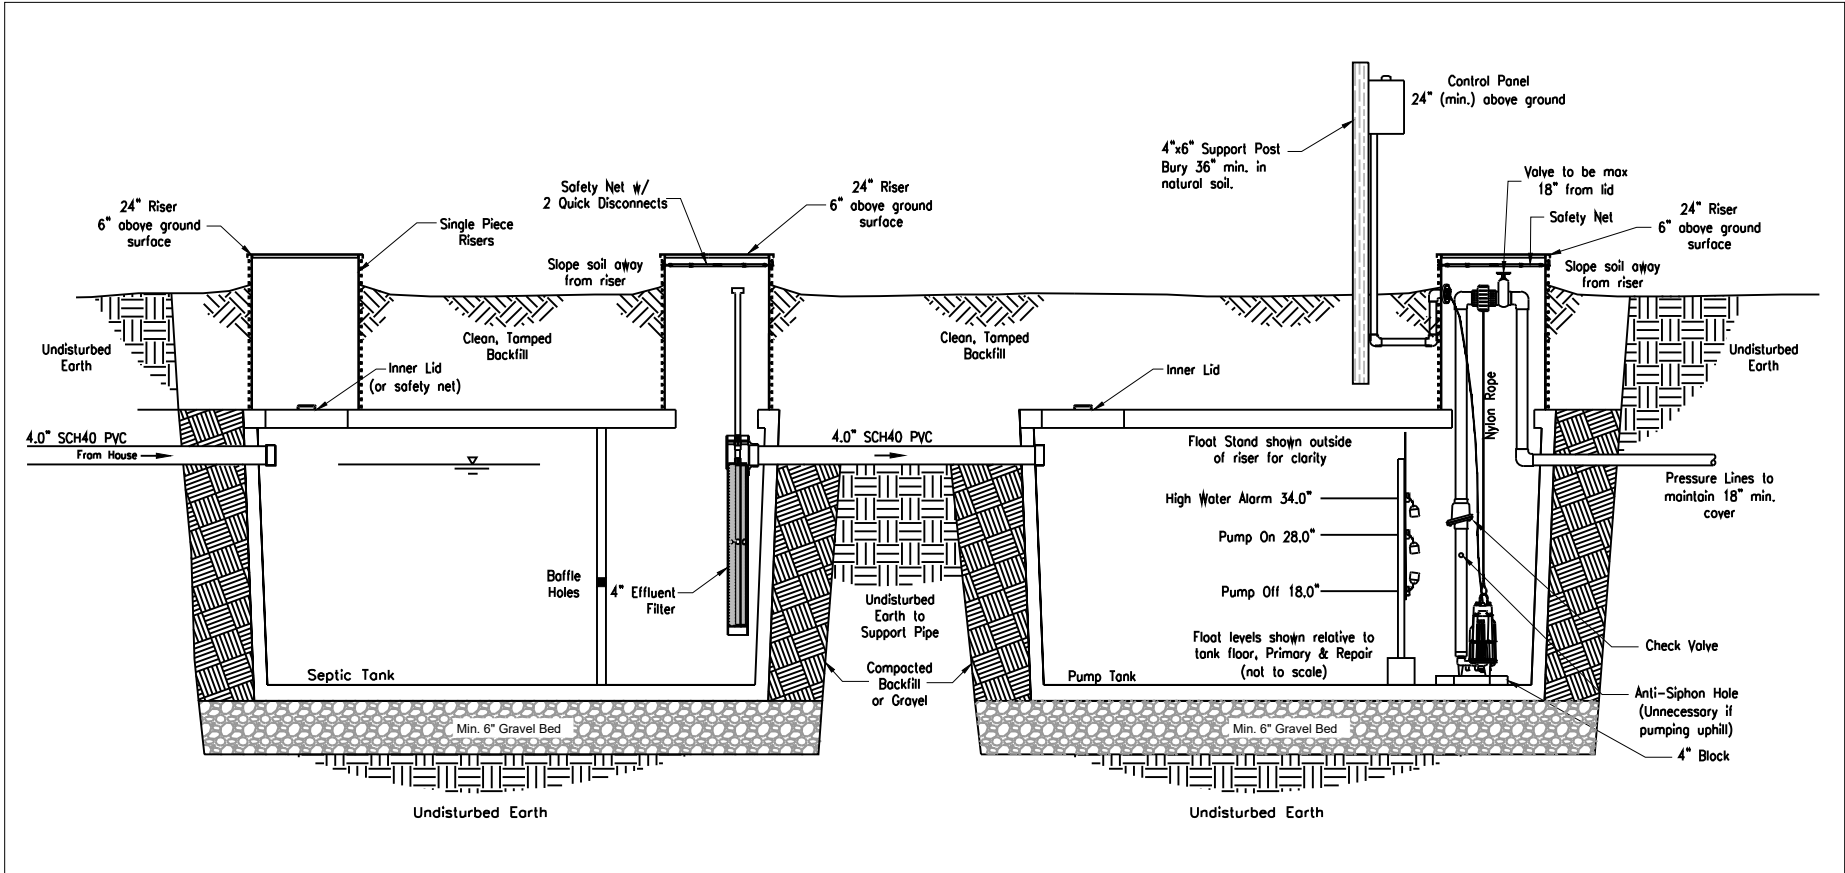 Control Panel
24" (min.) above ground
4"x6" Support Post
Bury 36" min. in
natural soil.
Valve to be max
18" from lid
Safety Net w/
2 Quick Disconnects
24" Riser
6" above ground
surface
24" Riser
6" above ground
surface
Single Piece
Risers
Safety Net
24" Riser
6" above ground
surface
Slope soil away
from riser
Slope soil away
from riser
Undisturbed
Earth
Clean, Tamped
Backfill
Clean, Tamped
Backfill
Undisturbed
Earth
Inner Lid
(or safety net)
Inner Lid
Nylon Rope
4.0" SCH40 PVC
From House
4.0" SCH40 PVC
Float Stand shown outside
of riser for clarity
High Water Alarm 34.0"
Pump On 28.0"
Pump Off 18.0"
Pressure Lines to
maintain 18" min.
cover
Baffle
Holes
4" Effluent
Filter
Undisturbed
Earth to
Support Pipe
Float levels shown relative to
tank floor, Primary & Repair
(not to scale)
Check Valve
Septic Tank
Compacted
Backfill
or Gravel
Pump Tank
Anti-Siphon Hole
(Unnecessary if
pumping uphill)
4" Block
Min. 6" Gravel Bed
Min. 6" Gravel Bed
Undisturbed Earth
Undisturbed Earth